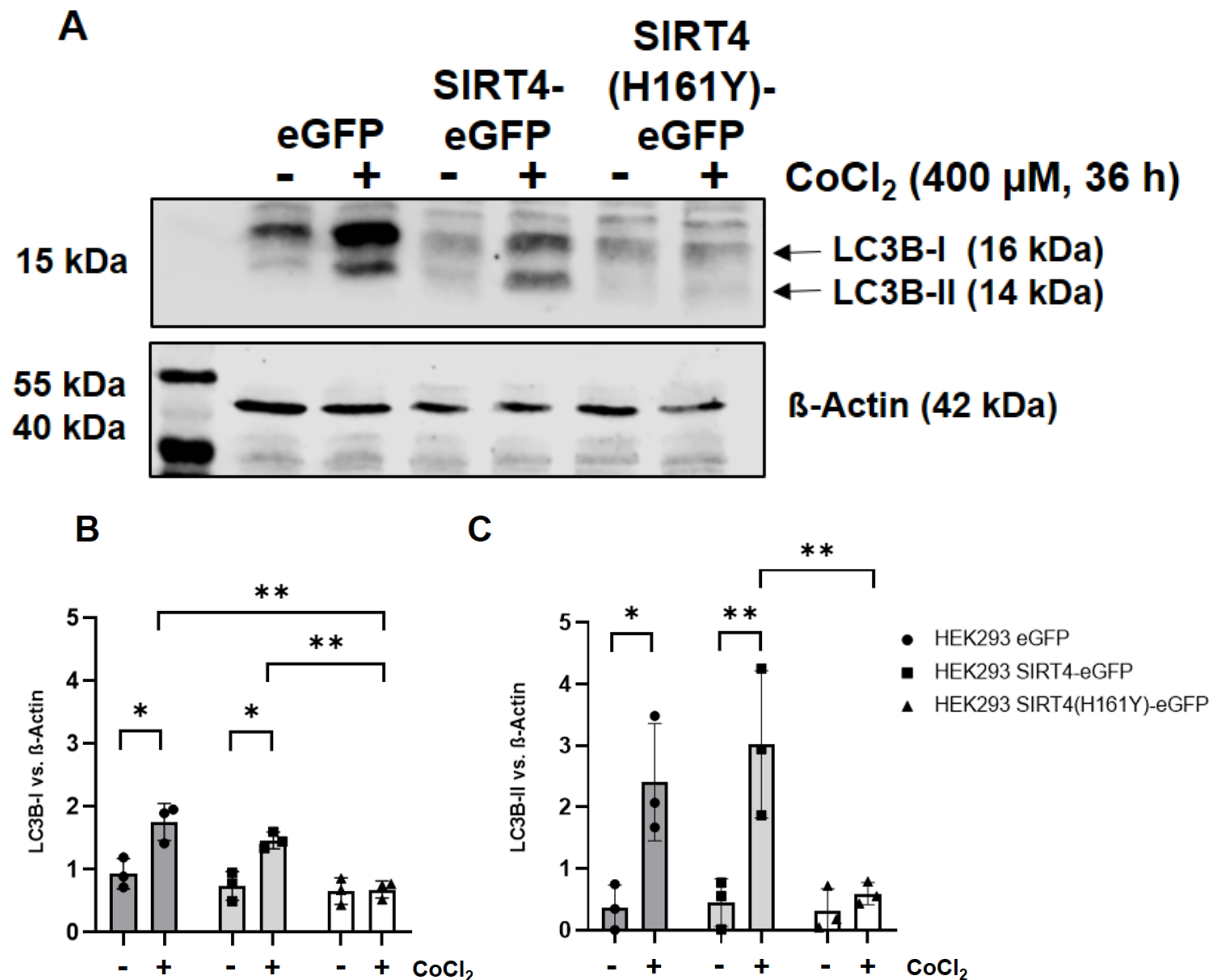 A
eGFP
SIRT4-
eGFP
SIRT4
(H161Y)-
eGFP
- + - + - + CoCl₂ (400 µM, 36 h)
15 kDa
LC3B-I (16 kDa)
LC3B-II (14 kDa)
55 kDa
40 kDa
ß-Actin (42 kDa)
B
LC3B-I vs. ß-Actin
5
4
3
2
1
0
**
**
*
*
- + - + - + CoCl₂
C
LC3B-II vs. ß-Actin
5
4
3
2
1
0
**
*
**
- + - + - + CoCl₂
HEK293 eGFP
HEK293 SIRT4-eGFP
HEK293 SIRT4(H161Y)-eGFP